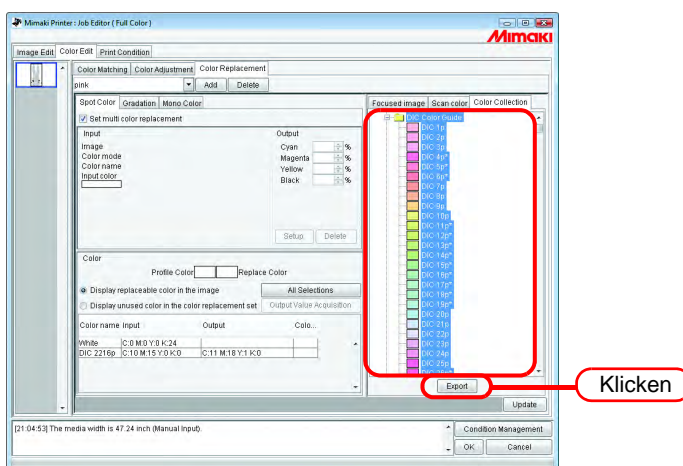 Mimaki Printer : Job Editor ( Full Color )
Mimaki
Image Edit Color Edit Print Condition
Color Matching Color Adjustment Color Replacement
pink Add Delete
Spot Color Gradation Mono Color
Focused image Scan color Color Collection
Set multi color replacement
Input Output
Image
Color mode
Color name
Input color
Cyan %
Magenta %
Yellow %
Black %
Setup Delete
Color
Profile Color Replace Color
Display replaceable color in the image All Selections
Display unused color in the color replacement set Output Value Acquisition
Color name Input Output Colo...
White C:0 M:0 Y:0 K:24
DIC 2216p C:10 M:15 Y:0 K:0 C:11 M:18 Y:1 K:0
DIC Color Guide
DIC 1p
DIC 2p
DIC 3p
DIC 4p*
DIC 5p*
DIC 6p*
DIC 7p
DIC 8p
DIC 9p
DIC 10p
DIC 11p*
DIC 12p*
DIC 13p*
DIC 14p*
DIC 15p*
DIC 16p*
DIC 17p*
DIC 18p*
DIC 19p*
DIC 20p
DIC 21p
DIC 22p
DIC 23p
DIC 24p
DIC 25p
Export
Klicken
Update
[21:04:53] The media width is 47.24 inch (Manual Input).
Condition Management
OK Cancel